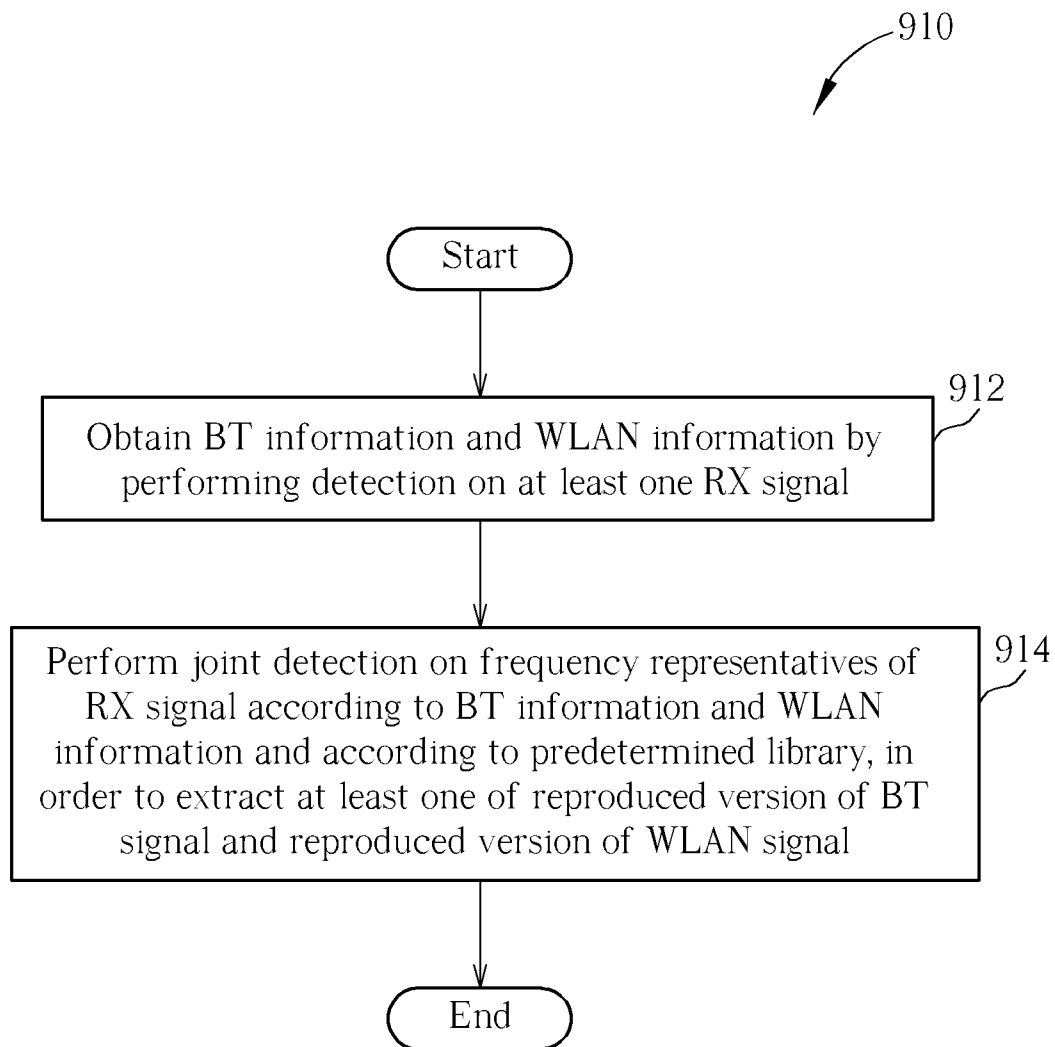 910
Start
912
Obtain BT information and WLAN information by
performing detection on at least one RX signal
914
Perform joint detection on frequency representatives of
RX signal according to BT information and WLAN
information and according to predetermined library, in
order to extract at least one of reproduced version of BT
signal and reproduced version of WLAN signal
End